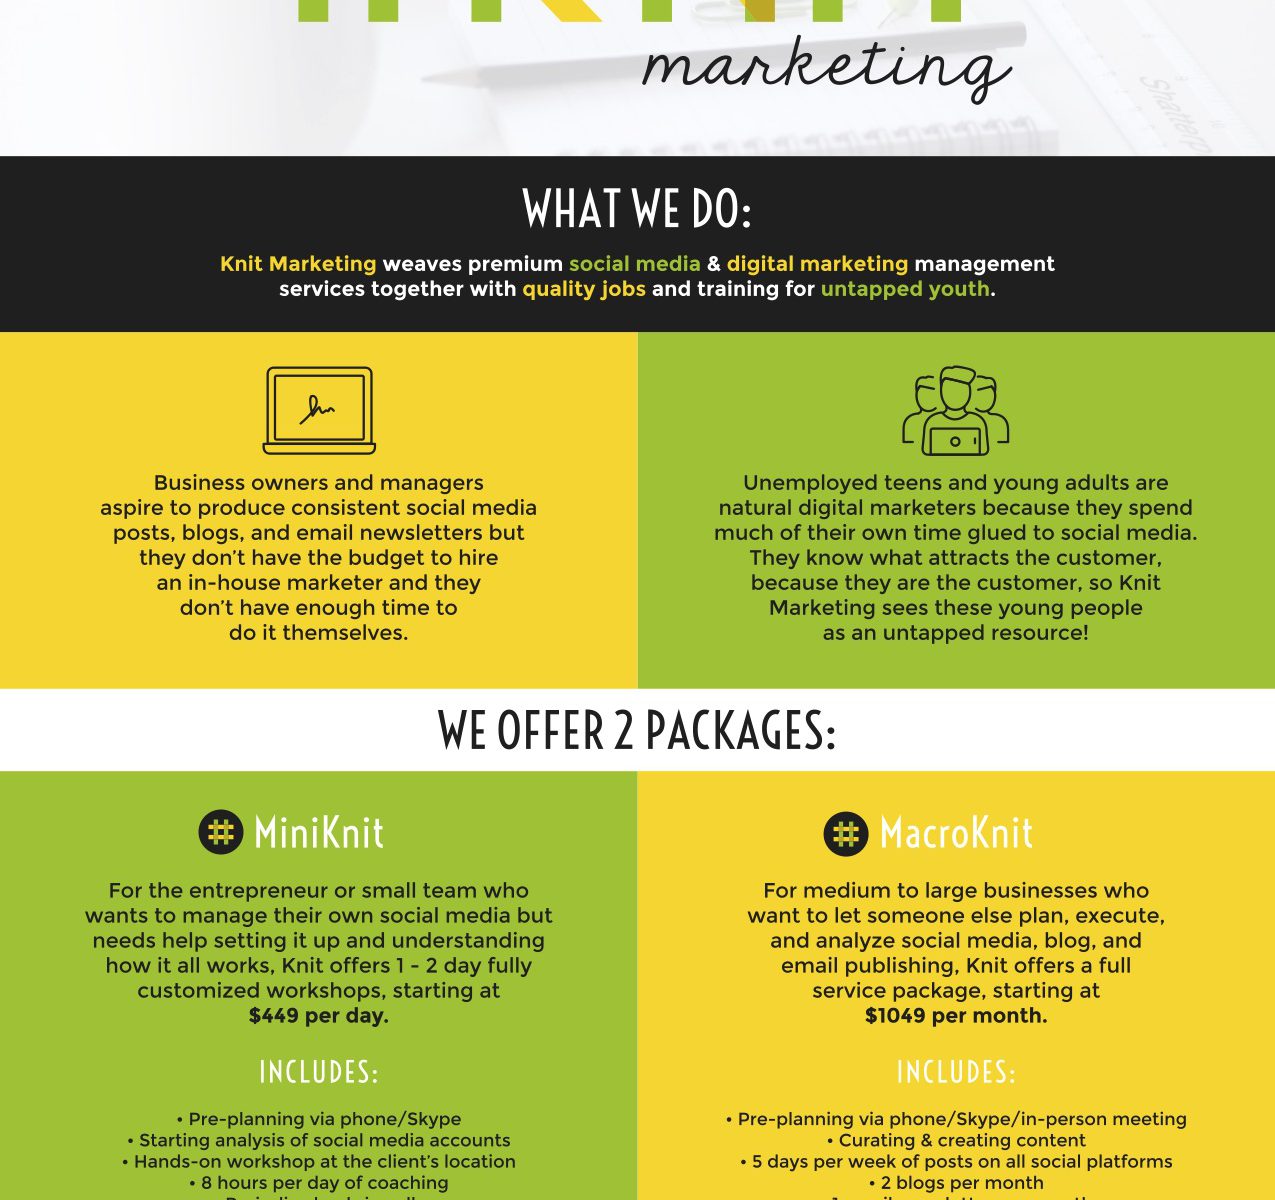 marketing
Shatterp
WHAT WE DO:
Knit Marketing weaves premium social media & digital marketing management
services together with quality jobs and training for untapped youth.
Business owners and managers
aspire to produce consistent social media
posts, blogs, and email newsletters but
they don't have the budget to hire
an in-house marketer and they
don't have enough time to
do it themselves.
Unemployed teens and young adults are
natural digital marketers because they spend
much of their own time glued to social media.
They know what attracts the customer,
because they are the customer, so Knit
Marketing sees these young people
as an untapped resource!
WE OFFER 2 PACKAGES:
# MiniKnit
For the entrepreneur or small team who
wants to manage their own social media but
needs help setting it up and understanding
how it all works, Knit offers 1 - 2 day fully
customized workshops, starting at
$449 per day.
INCLUDES:
• Pre-planning via phone/Skype
• Starting analysis of social media accounts
• Hands-on workshop at the client's location
• 8 hours per day of coaching
# MacroKnit
For medium to large businesses who
want to let someone else plan, execute,
and analyze social media, blog, and
email publishing, Knit offers a full
service package, starting at
$1049 per month.
INCLUDES:
• Pre-planning via phone/Skype/in-person meeting
• Curating & creating content
• 5 days per week of posts on all social platforms
• 2 blogs per month